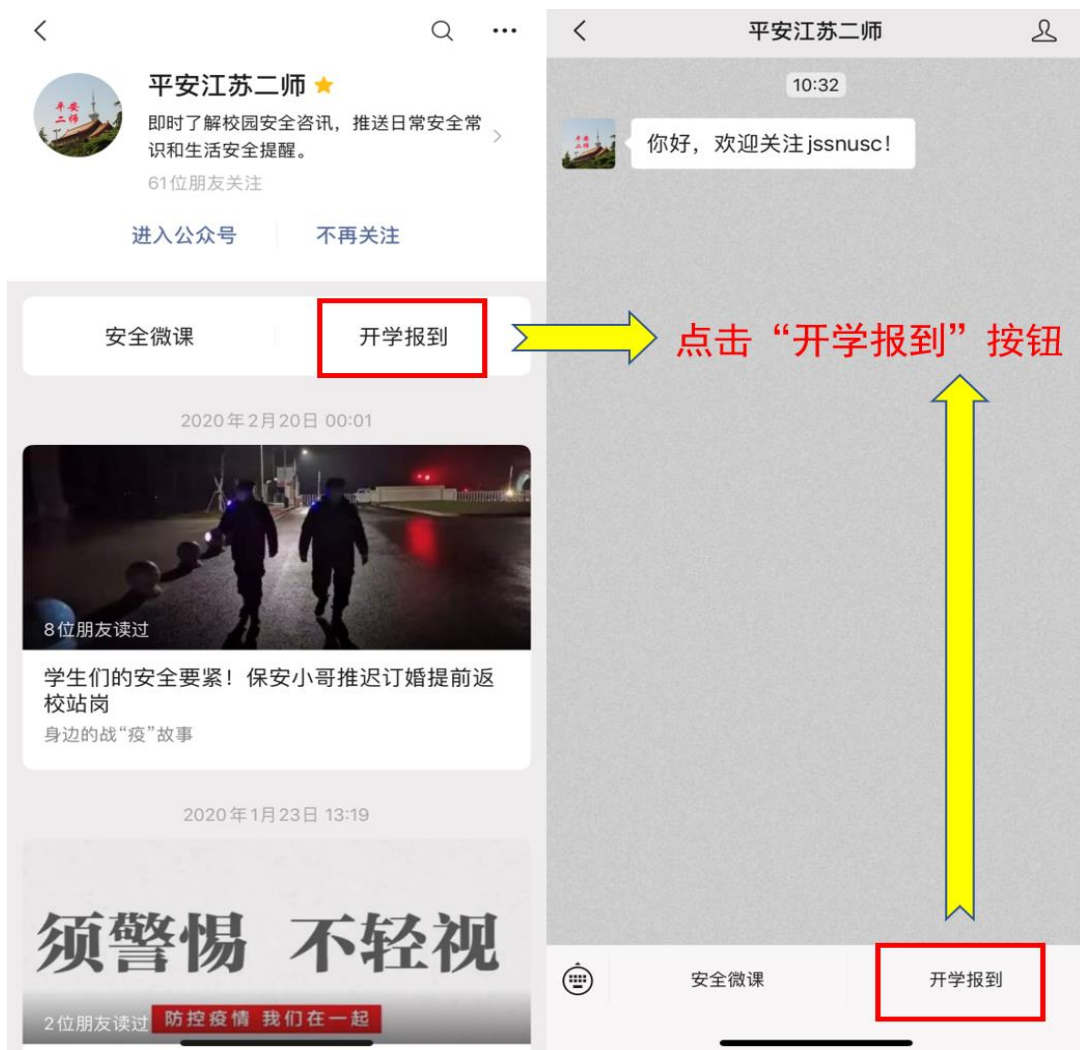 平安江苏二师
即时了解校园安全咨讯，推送日常安全常
识和生活安全提醒。
61位朋友关注
进入公众号
不再关注
安全微课
开学报到
2020年2月20日 00:01
8位朋友读过
学生们的安全要紧！保安小哥推迟订婚提前返
校站岗
身边的战“疫”故事
2020年1月23日 13:19
须警惕 不轻视
2位朋友读过
防控疫情 我们在一起
平安江苏二师
10:32
你好，欢迎关注jssnusc！
点击“开学报到”按钮
安全微课
开学报到
平安
二师